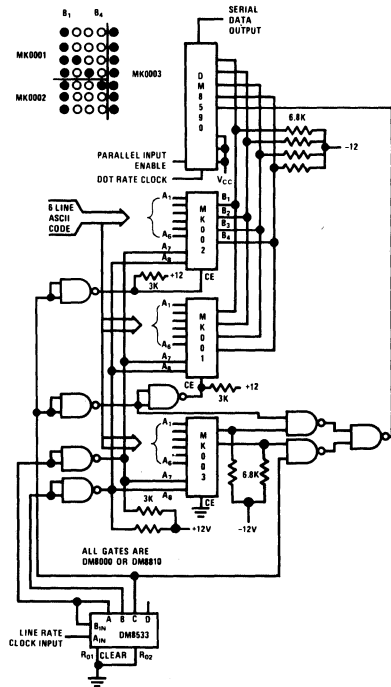 SERIAL
DATA
OUTPUT
B1 B4
MK0001
MK0003
MK0002
DM8590
6.8K
-12
PARALLEL INPUT
ENABLE
DOT RATE CLOCK
VCC
6 LINE
ASCII
CODE
A1
A6
A7
A8
MK002
B1
B2
B3
B4
+12
3K
CE
A1
A6
A7
A8
MK001
CE
+12
3K
A1
A6
A7
A8
MK003
CE
6.8K
-12V
3K
+12V
ALL GATES ARE
DM8000 OR DM8810
A B C D
BIN
AIN
DM8533
LINE RATE
CLOCK INPUT
R01 CLEAR R02